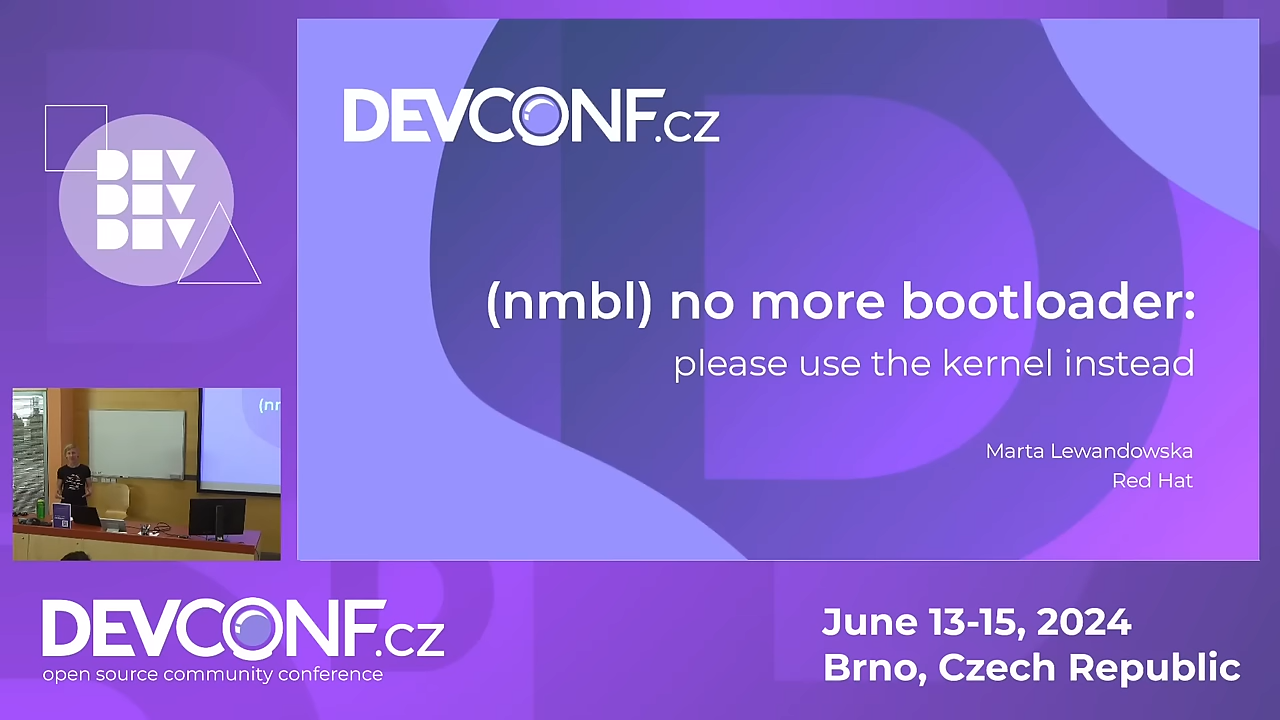 DEV
DEV
DEV
DEVCONF.cz
(nmbl) no more bootloader:
please use the kernel instead
Marta Lewandowska
Red Hat
(nr
DEVCONF.cz
open source community conference
June 13-15, 2024
Brno, Czech Republic